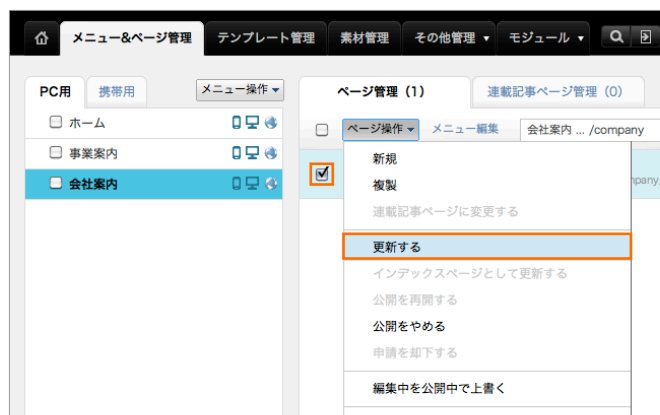 メニュー&ページ管理 テンプレート管理 素材管理 その他管理 ▼ モジュール ▼
PC用 携帯用 メニュー操作 ▼
ページ管理（1） 連載記事ページ管理（0）
ホーム
事業案内
会社案内
ページ操作 ▼ メニュー編集 会社案内 ... /company
mpany,
新規
複製
連載記事ページに変更する
更新する
インデックスページとして更新する
公開を再開する
公開をやめる
申請を却下する
編集中を公開中で上書く